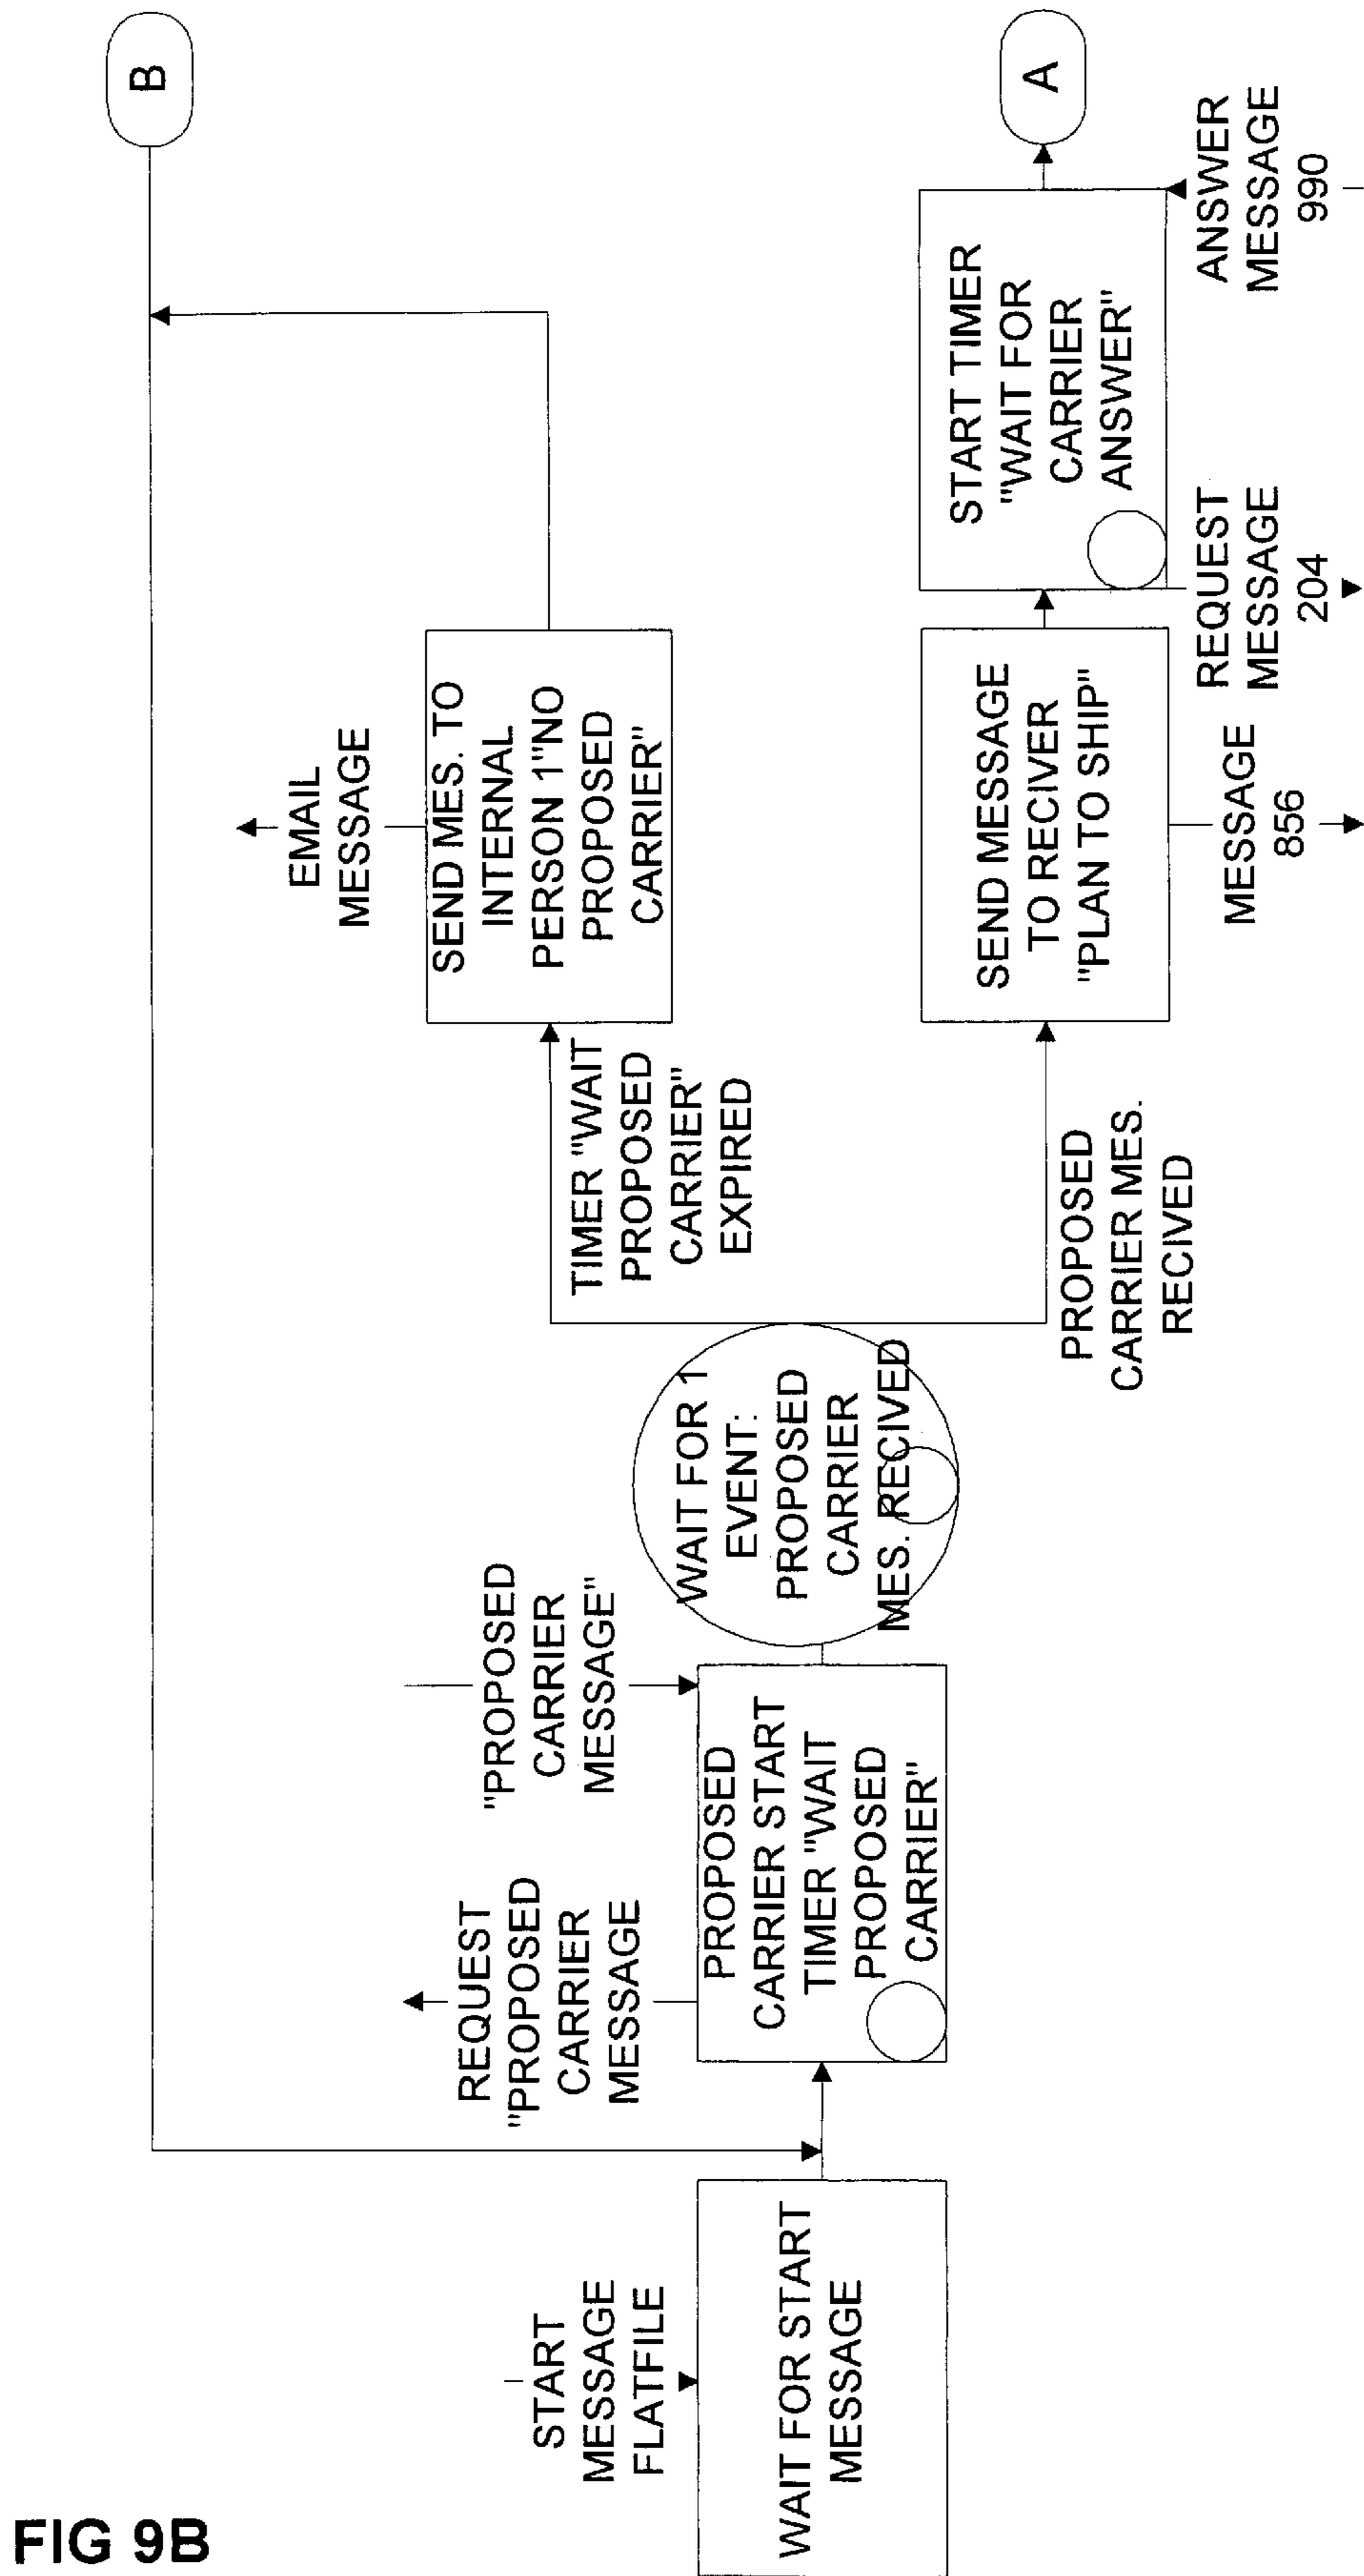 FIG 9B
START
MESSAGE
FLATFILE
WAIT FOR START
MESSAGE
REQUEST
"PROPOSED
CARRIER
MESSAGE
"PROPOSED
CARRIER
MESSAGE"
PROPOSED
CARRIER START
TIMER "WAIT
PROPOSED
CARRIER"
WAIT FOR 1
EVENT:
PROPOSED
CARRIER
MES. RECIVED
TIMER "WAIT
PROPOSED
CARRIER"
EXPIRED
PROPOSED
CARRIER MES.
RECIVED
EMAIL
MESSAGE
SEND MES. TO
INTERNAL
PERSON 1"NO
PROPOSED
CARRIER"
SEND MESSAGE
TO RECIVER
"PLAN TO SHIP"
MESSAGE
856
START TIMER
"WAIT FOR
CARRIER
ANSWER"
REQUEST
MESSAGE
204
ANSWER
MESSAGE
990
B
A